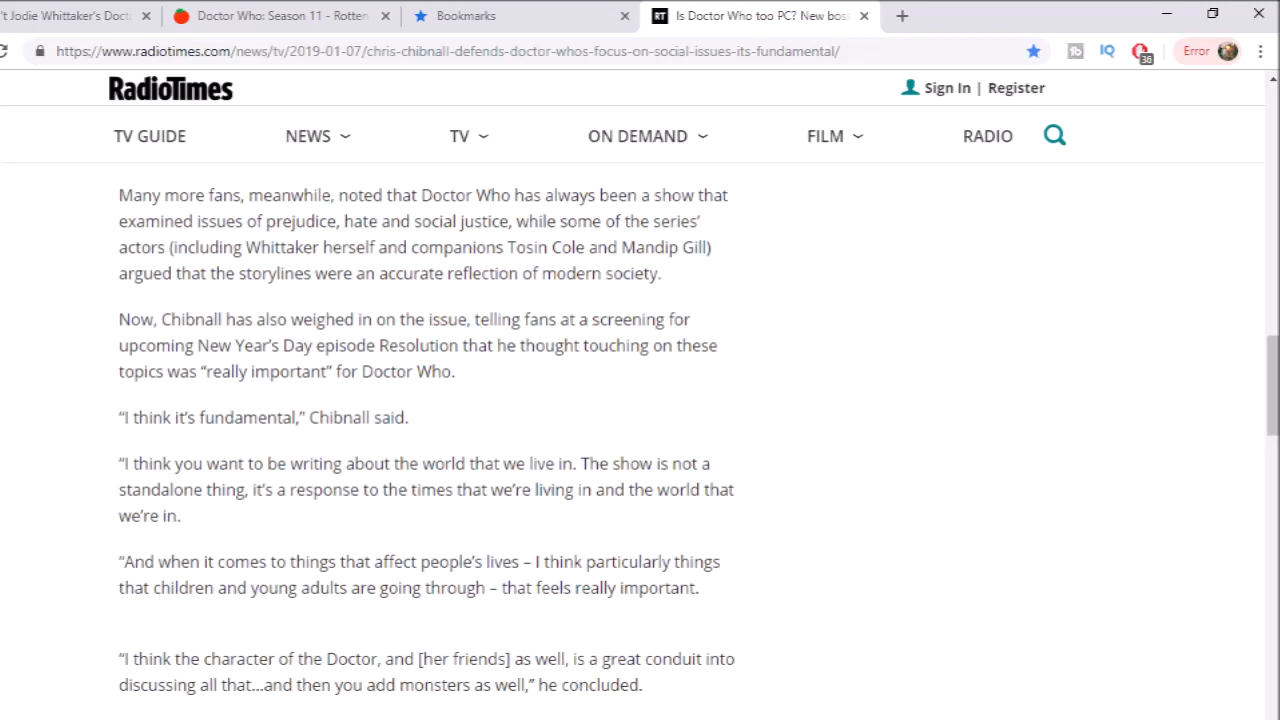 't Jodie Whittaker's Doct
Doctor Who: Season 11 - Rotten
Bookmarks
RT Is Doctor Who too PC? New bos
https://www.radiotimes.com/news/tv/2019-01-07/chris-chibnall-defends-doctor-whos-focus-on-social-issues-its-fundamental/
IQ
36
Error
RadioTimes
Sign In | Register
TV GUIDE
NEWS
TV
ON DEMAND
FILM
RADIO
Many more fans, meanwhile, noted that Doctor Who has always been a show that
examined issues of prejudice, hate and social justice, while some of the series’
actors (including Whittaker herself and companions Tosin Cole and Mandip Gill)
argued that the storylines were an accurate reflection of modern society.
Now, Chibnall has also weighed in on the issue, telling fans at a screening for
upcoming New Year’s Day episode Resolution that he thought touching on these
topics was “really important” for Doctor Who.
“I think it’s fundamental,” Chibnall said.
“I think you want to be writing about the world that we live in. The show is not a
standalone thing, it’s a response to the times that we’re living in and the world that
we’re in.
“And when it comes to things that affect people’s lives – I think particularly things
that children and young adults are going through – that feels really important.
“I think the character of the Doctor, and [her friends] as well, is a great conduit into
discussing all that...and then you add monsters as well,” he concluded.